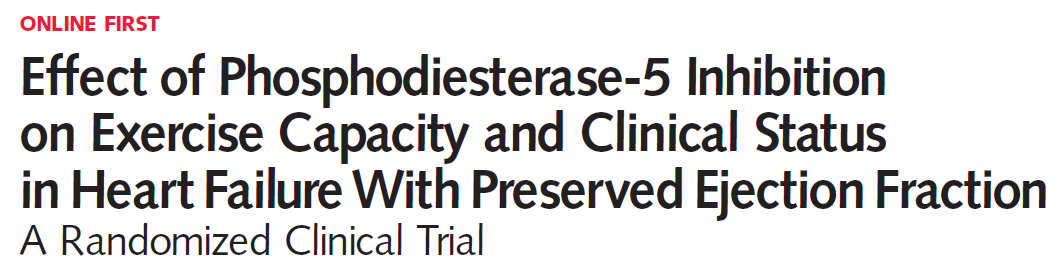 ONLINE FIRST
Effect of Phosphodiesterase-5 Inhibition
on Exercise Capacity and Clinical Status
in Heart Failure With Preserved Ejection Fraction
A Randomized Clinical Trial